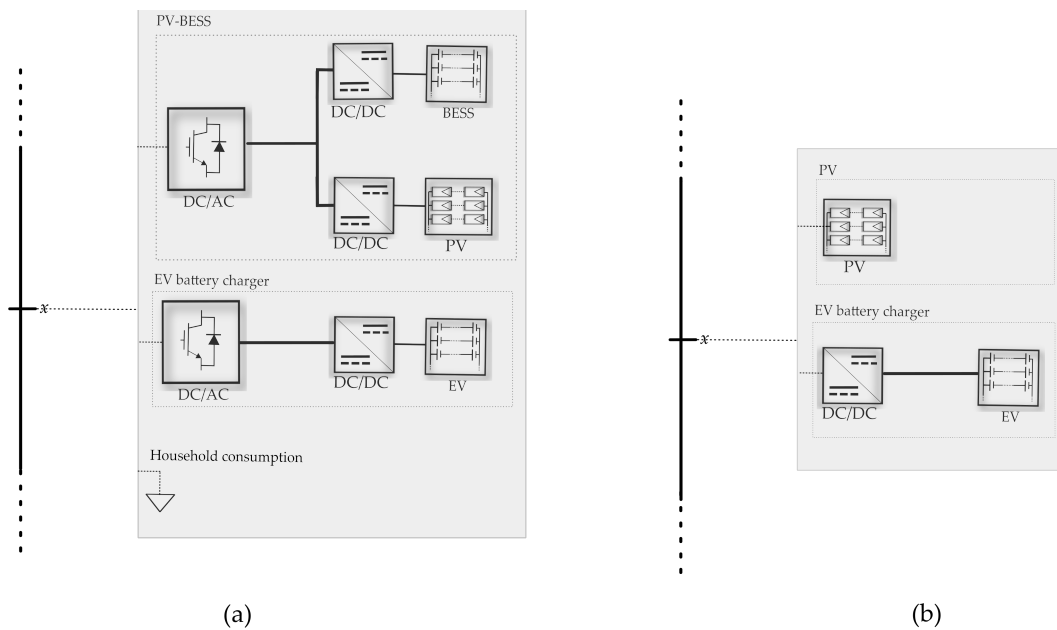 PV-BESS
DC/DC
BESS
DC/AC
DC/DC
PV
EV battery charger
x
DC/AC
DC/DC
EV
Household consumption
(a)
PV
PV
EV battery charger
x
DC/DC
EV
(b)